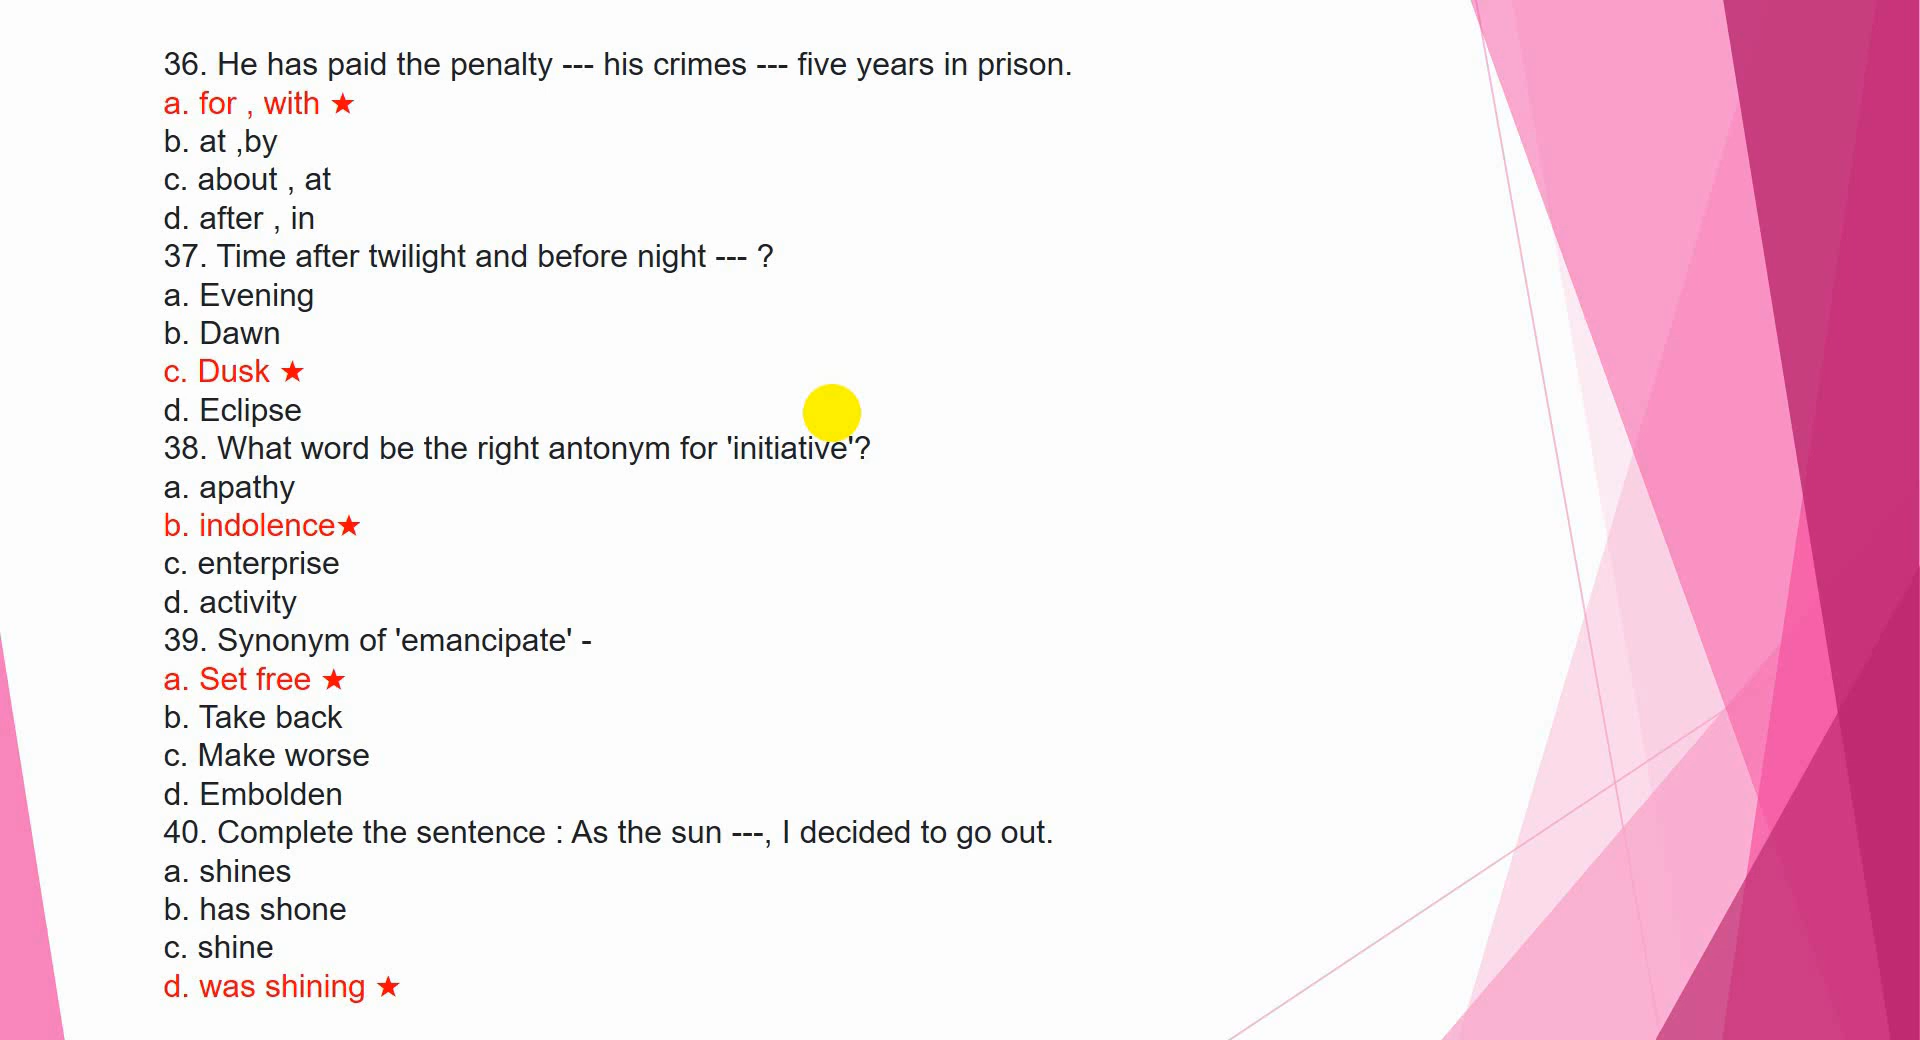 36. He has paid the penalty --- his crimes --- five years in prison.
a. for , with ★
b. at ,by
c. about , at
d. after , in
37. Time after twilight and before night --- ?
a. Evening
b. Dawn
c. Dusk ★
d. Eclipse
38. What word be the right antonym for 'initiative'?
a. apathy
b. indolence★
c. enterprise
d. activity
39. Synonym of 'emancipate' -
a. Set free ★
b. Take back
c. Make worse
d. Embolden
40. Complete the sentence : As the sun ---, I decided to go out.
a. shines
b. has shone
c. shine
d. was shining ★